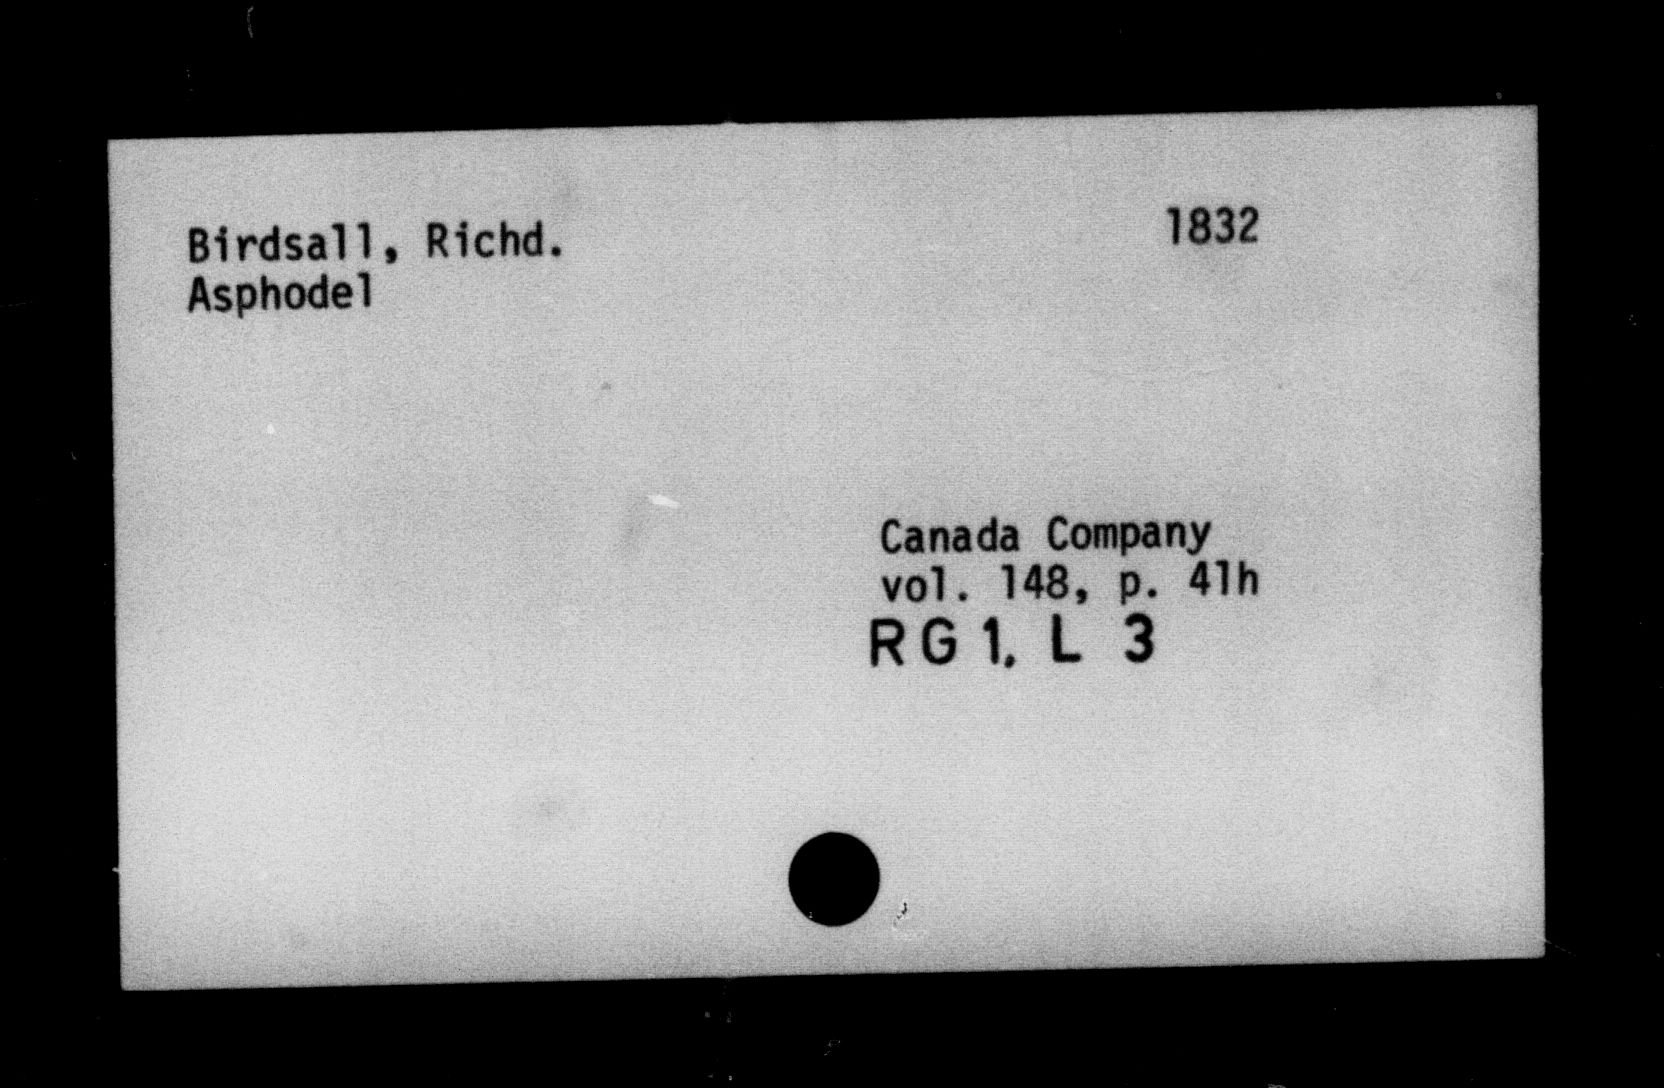 Birdsall, Richd.
1832
Asphodel
Canada Company
vol. 148, p. 41h
RG 1, L 3